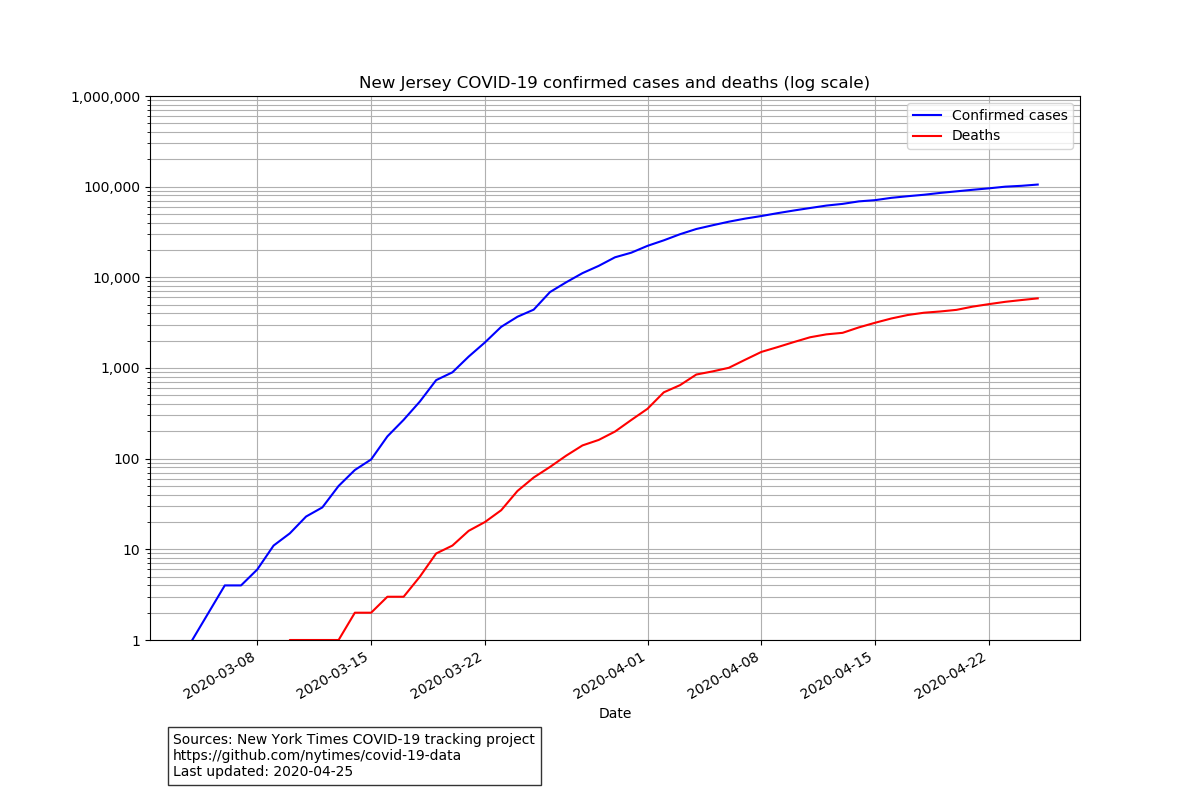 New Jersey COVID-19 confirmed cases and deaths (log scale)
1,000,000
100,000
10,000
1,000
100
10
1
Confirmed cases
Deaths
2020-03-08
2020-03-15
2020-03-22
2020-04-01
2020-04-08
2020-04-15
2020-04-22
Date
Sources: New York Times COVID-19 tracking project
https://github.com/nytimes/covid-19-data
Last updated: 2020-04-25